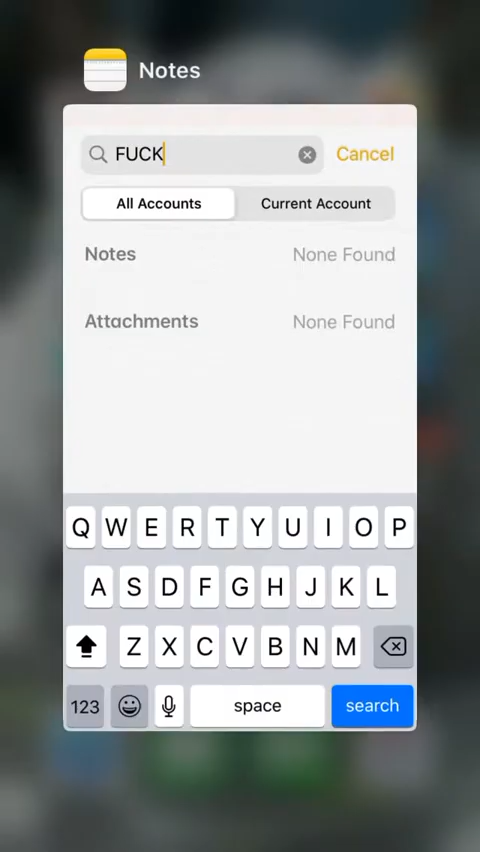 Notes
FUCK Cancel
All Accounts Current Account
Notes None Found
Attachments None Found
Q W E R T Y U I O P
A S D F G H J K L
Z X C V B N M
123 space search